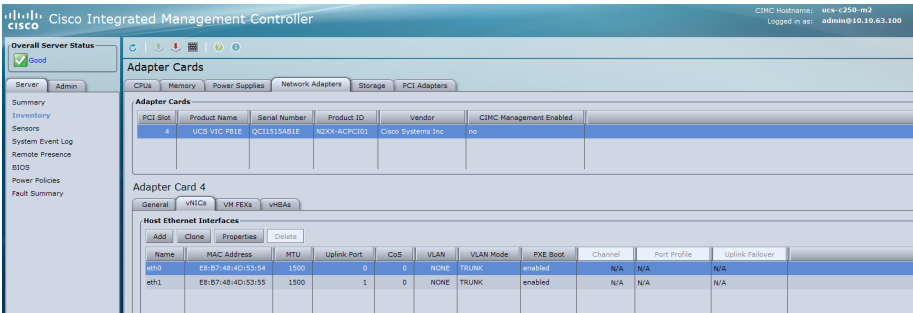 CIMC Hostname: ucs-c250-m2
cisco Cisco Integrated Management Controller
Logged in as: admin@10.10.63.100
Overall Server Status
Good
Server Admin
Summary
Inventory
Sensors
System Event Log
Remote Presence
BIOS
Power Policies
Fault Summary
Adapter Cards
CPUs Memory Power Supplies Network Adapters Storage PCI Adapters
Adapter Cards
PCI Slot Product Name Serial Number Product ID Vendor CIMC Management Enabled
4 UCS VIC P81E QCI1515AB1E N2XX-ACPCI01 Cisco Systems Inc no
Adapter Card 4
General vNICs VM FEXs vHBAs
Host Ethernet Interfaces
Add Clone Properties Delete
Name MAC Address MTU Uplink Port CoS VLAN VLAN Mode PXE Boot Channel Port Profile Uplink Failover
eth0 E8:B7:48:4D:53:54 1500 0 0 NONE TRUNK enabled N/A N/A N/A
eth1 E8:B7:48:4D:53:55 1500 1 0 NONE TRUNK enabled N/A N/A N/A